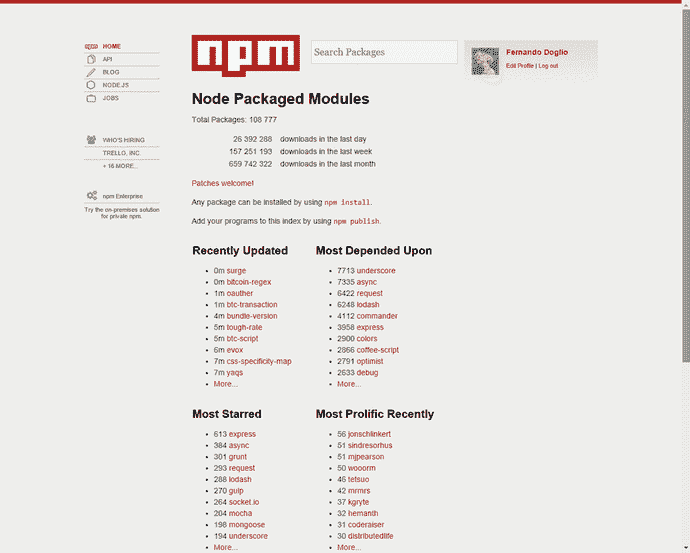 HOME
API
BLOG
NODE.JS
JOBS
WHO'S HIRING
TRELLO, INC.
+ 16 MORE...
npm Enterprise
Try the on-premises solution
for private npm.
npm
Search Packages
Fernando Doglio
Edit Profile | Log out
Node Packaged Modules
Total Packages: 108 777
26 392 288 downloads in the last day
157 251 193 downloads in the last week
659 742 322 downloads in the last month
Patches welcome!
Any package can be installed by using npm install.
Add your programs to this index by using npm publish.
Recently Updated
0m surge
0m bitcoin-regex
1m oauther
1m btc-transaction
4m bundle-version
5m tough-rate
5m btc-script
6m evox
7m css-specificity-map
7m yaqs
More...
Most Depended Upon
7713 underscore
7335 async
6422 request
6248 lodash
4112 commander
3958 express
2900 colors
2866 coffee-script
2791 optimist
2633 debug
More...
Most Starred
613 express
384 async
301 grunt
293 request
288 lodash
270 gulp
264 socket.io
204 mocha
198 mongoose
194 underscore
More...
Most Prolific Recently
56 jonschlinkert
51 sindresorhus
51 mjpearson
50 wooorm
46 tetsuo
42 mrmrs
37 kgryte
32 hemanth
31 coderaiser
30 distributedlife
More...